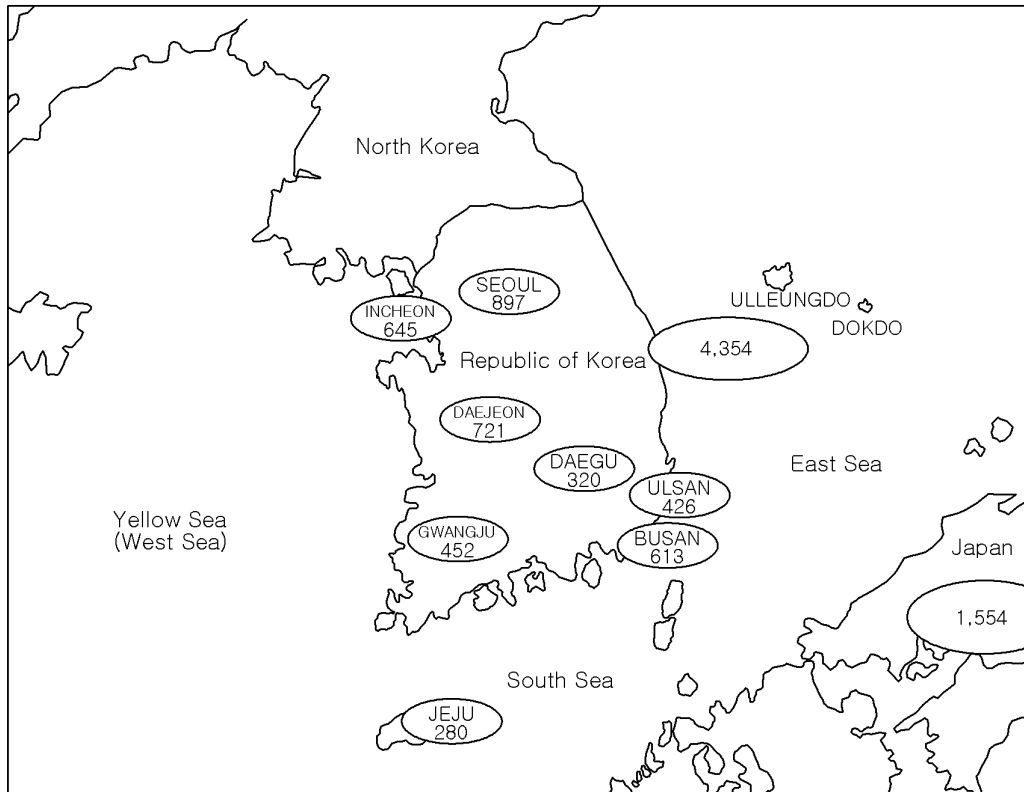 North Korea
SEOUL
897
ULLEUNGDO
INCHEON
645
DOKDO
4,354
Republic of Korea
DAEJEON
721
DAEGU
320
East Sea
ULSAN
426
Yellow Sea
(West Sea)
GWANGJU
452
BUSAN
613
Japan
1,554
South Sea
JEJU
280